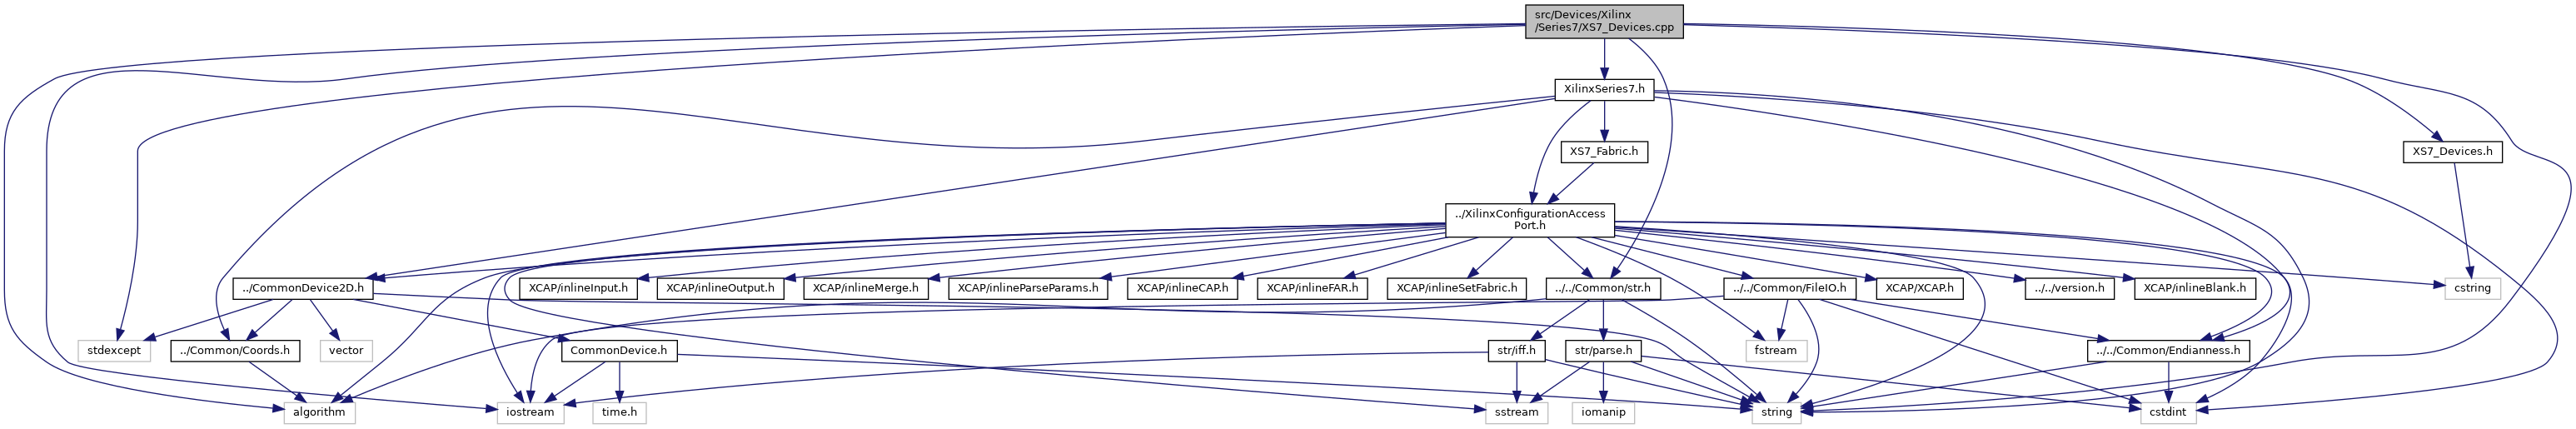 src/Devices/Xilinx
/Series7/XS7_Devices.cpp
XilinxSeries7.h
XS7_Fabric.h
XS7_Devices.h
../XilinxConfigurationAccess
Port.h
../CommonDevice2D.h
XCAP/inlineInput.h
XCAP/inlineOutput.h
XCAP/inlineMerge.h
XCAP/inlineParseParams.h
XCAP/inlineCAP.h
XCAP/inlineFAR.h
XCAP/inlineSetFabric.h
../../Common/str.h
../../Common/FileIO.h
XCAP/XCAP.h
../../version.h
XCAP/inlineBlank.h
cstring
stdexcept
../Common/Coords.h
vector
CommonDevice.h
str/iff.h
str/parse.h
fstream
../../Common/Endianness.h
algorithm
iostream
time.h
sstream
iomanip
string
cstdint